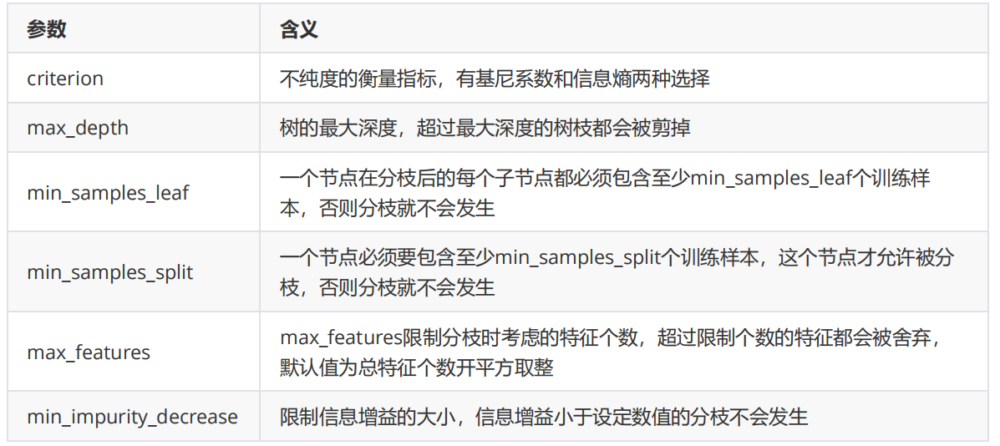 参数 含义
criterion 不纯度的衡量指标，有基尼系数和信息熵两种选择
max_depth 树的最大深度，超过最大深度的树枝都会被剪掉
min_samples_leaf 一个节点在分枝后的每个子节点都必须包含至少min_samples_leaf个训练样
本，否则分枝就不会发生
min_samples_split 一个节点必须要包含至少min_samples_split个训练样本，这个节点才允许被分
枝，否则分枝就不会发生
max_features max_features限制分枝时考虑的特征个数，超过限制个数的特征都会被舍弃，
默认值为总特征个数开平方取整
min_impurity_decrease 限制信息增益的大小，信息增益小于设定数值的分枝不会发生